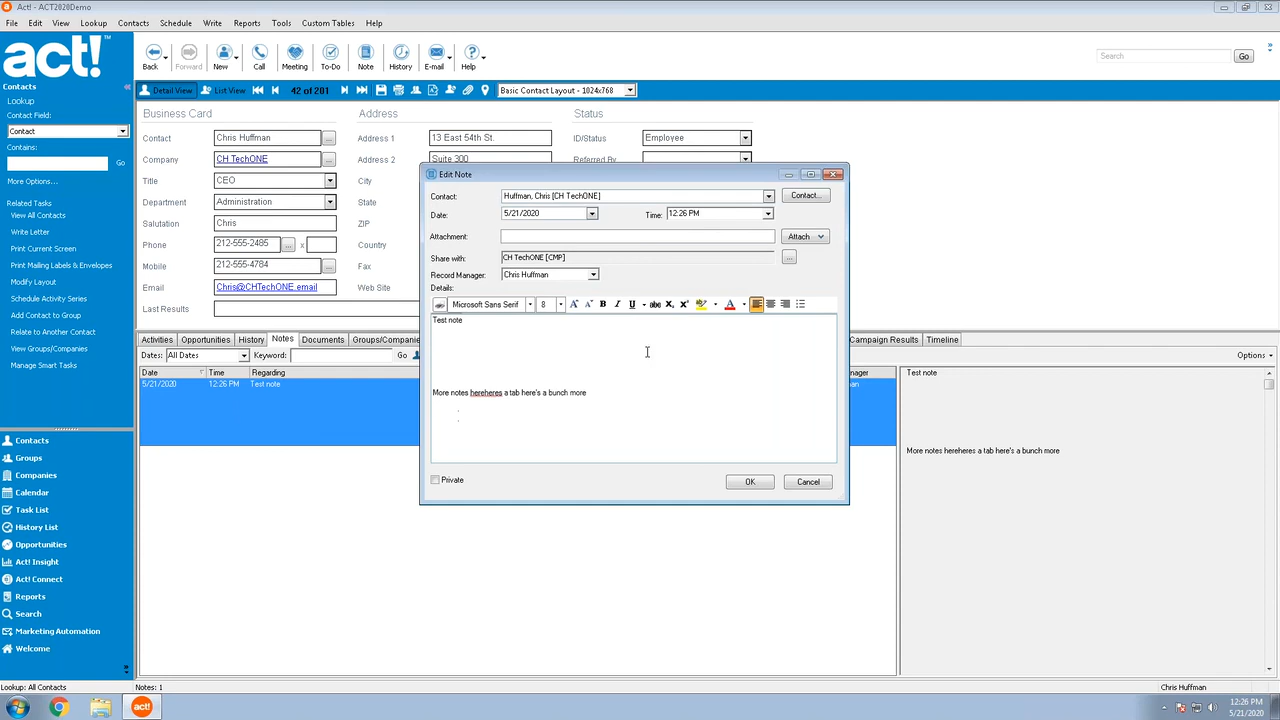 Act! - ACT2020Demo
File Edit View Lookup Contacts Schedule Write Reports Tools Custom Tables Help
act!
Back Forward New Call Meeting To-Do Note History E-mail Help
Search Go
Contacts
Lookup
Contact Field:
Contact
Contains:
Go
More Options...
Related Tasks
View All Contacts
Write Letter
Print Current Screen
Print Mailing Labels & Envelopes
Modify Layout
Schedule Activity Series
Add Contact to Group
Relate to Another Contact
View Groups/Companies
Manage Smart Tasks
Contacts
Groups
Companies
Calendar
Task List
History List
Opportunities
Act! Insight
Act! Connect
Reports
Search
Marketing Automation
Welcome
Detail View List View 42 of 201 Basic Contact Layout - 1024x768
Business Card Address Status
Contact Chris Huffman ... Address 1 13 East 54th St. ID/Status Employee
Company CH TechONE ... Address 2 Suite 300 Referred By
Title CEO City
Department Administration State
Salutation Chris ZIP
Phone 212-555-2485 ... x Country
Mobile 212-555-4784 ... Fax
Email Chris@CHTechONE.email Web Site
Last Results
Activities Opportunities History Notes Documents Groups/Companie Campaign Results Timeline
Dates: All Dates Keyword: Go Options
Date Time Regarding
5/21/2020 12:26 PM Test note
Test note
More notes hereheres a tab here's a bunch more
Edit Note
Contact: Huffman, Chris [CH TechONE] Contact...
Date: 5/21/2020 Time: 12:26 PM
Attachment: Attach
Share with: CH TechONE [CMP] ...
Record Manager: Chris Huffman
Details:
Microsoft Sans Serif 8 A A B I U abc X, X² A
Test note
More notes hereheres a tab here's a bunch more
Private OK Cancel
Lookup: All Contacts Notes: 1 Chris Huffman
act!
12:26 PM
5/21/2020